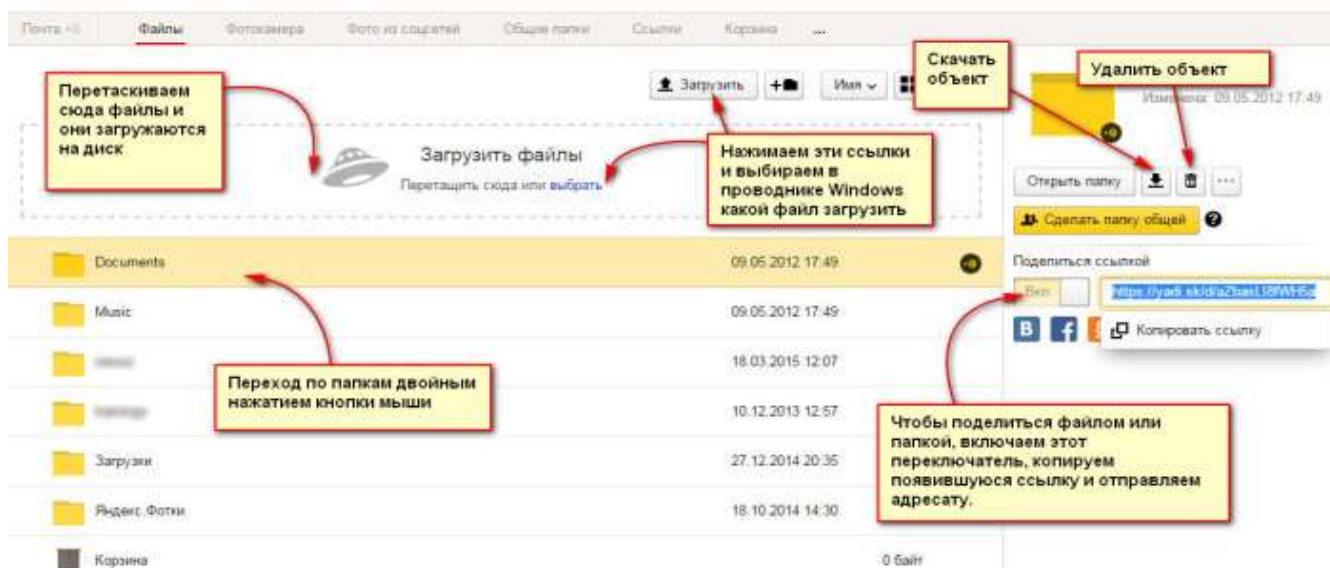 Почта
Файлы
Фотокамера
Фото из соцсетей
Общие папки
Ссылки
Корзина
...
Перетаскиваем
сюда файлы и
они загружаются
на диск
Загрузить
Имя
Скачать
объект
Удалить объект
Изменена: 09.05.2012 17:49
Загрузить файлы
Перетащить сюда или выбрать
Нажимаем эти ссылки
и выбираем в
проводнике Windows
какой файл загрузить
Открыть папку
...
Сделать папку общей
?
Documents 09.05.2012 17:49
Поделиться ссылкой
Вкл
Music 09.05.2012 17:49
Копировать ссылку
18.03.2015 12:07
Переход по папкам двойным
нажатием кнопки мыши
10.12.2013 12:57
Чтобы поделиться файлом или
папкой, включаем этот
переключатель, копируем
появившуюся ссылку и отправляем
адресату.
Загрузки 27.12.2014 20:35
Яндекс.Фотки 18.10.2014 14:30
Корзина 0 байт